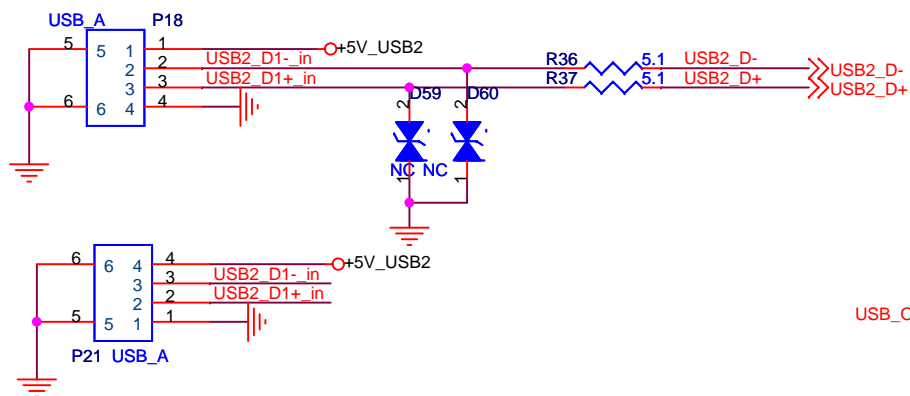 USB_A P18
5 5 1 1 +5V_USB2
2 2 USB2_D1-_in R36 5.1 USB2_D- USB2_D-
3 3 USB2_D1+_in R37 5.1 USB2_D+ USB2_D+
6 6 4 4
D59 D60
2 2
NC NC
1 1
6 6 4 4 +5V_USB2
3 3 USB2_D1-_in
2 2 USB2_D1+_in
5 5 1 1
USB_O
P21 USB_A